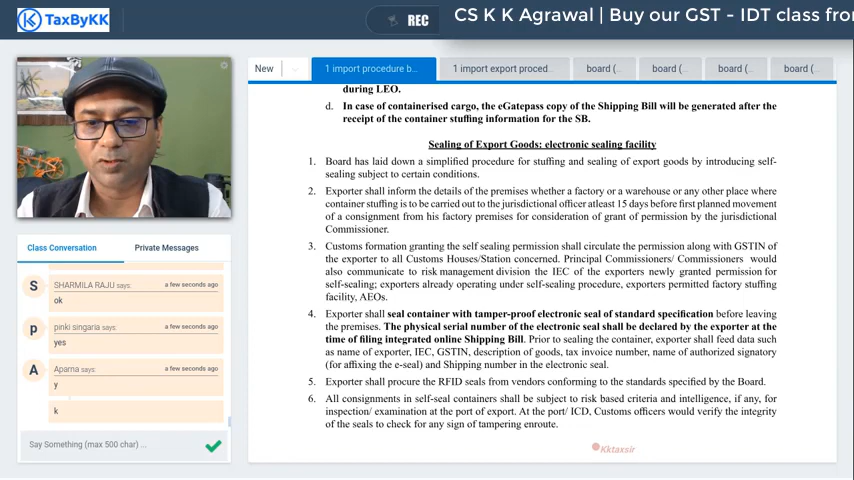 TaxByKK
REC
CS K K Agrawal | Buy our GST - IDT class from
New
1 import procedure b...
1 import export proced...
board (...
board (...
board (...
board (...
during LEO.
d. In case of containerised cargo, the eGatepass copy of the Shipping Bill will be generated after the
receipt of the container stuffing information for the SB.
Sealing of Export Goods: electronic sealing facility
1. Board has laid down a simplified procedure for stuffing and sealing of export goods by introducing self-
sealing subject to certain conditions.
2. Exporter shall inform the details of the premises whether a factory or a warehouse or any other place where
container stuffing is to be carried out to the jurisdictional officer atleast 15 days before first planned movement
of a consignment from his factory premises for consideration of grant of permission by the jurisdictional
Commissioner.
3. Customs formation granting the self sealing permission shall circulate the permission along with GSTIN of
the exporter to all Customs Houses/Station concerned. Principal Commissioners/ Commissioners would
also communicate to risk management division the IEC of the exporters newly granted permission for
self-sealing; exporters already operating under self-sealing procedure, exporters permitted factory stuffing
facility, AEOs.
4. Exporter shall seal container with tamper-proof electronic seal of standard specification before leaving
the premises. The physical serial number of the electronic seal shall be declared by the exporter at the
time of filing integrated online Shipping Bill. Prior to sealing the container, exporter shall feed data such
as name of exporter, IEC, GSTIN, description of goods, tax invoice number, name of authorized signatory
(for affixing the e-seal) and Shipping number in the electronic seal.
5. Exporter shall procure the RFID seals from vendors conforming to the standards specified by the Board.
6. All consignments in self-seal containers shall be subject to risk based criteria and intelligence, if any, for
inspection/ examination at the port of export. At the port/ ICD, Customs officers would verify the integrity
of the seals to check for any sign of tampering enroute.
Kktaxsir
Class Conversation
Private Messages
S
SHARMILA RAJU says:
a few seconds ago
ok
p
pinki singaria says:
a few seconds ago
yes
A
Aparna says:
a few seconds ago
y
k
Say Something (max 500 char) ...